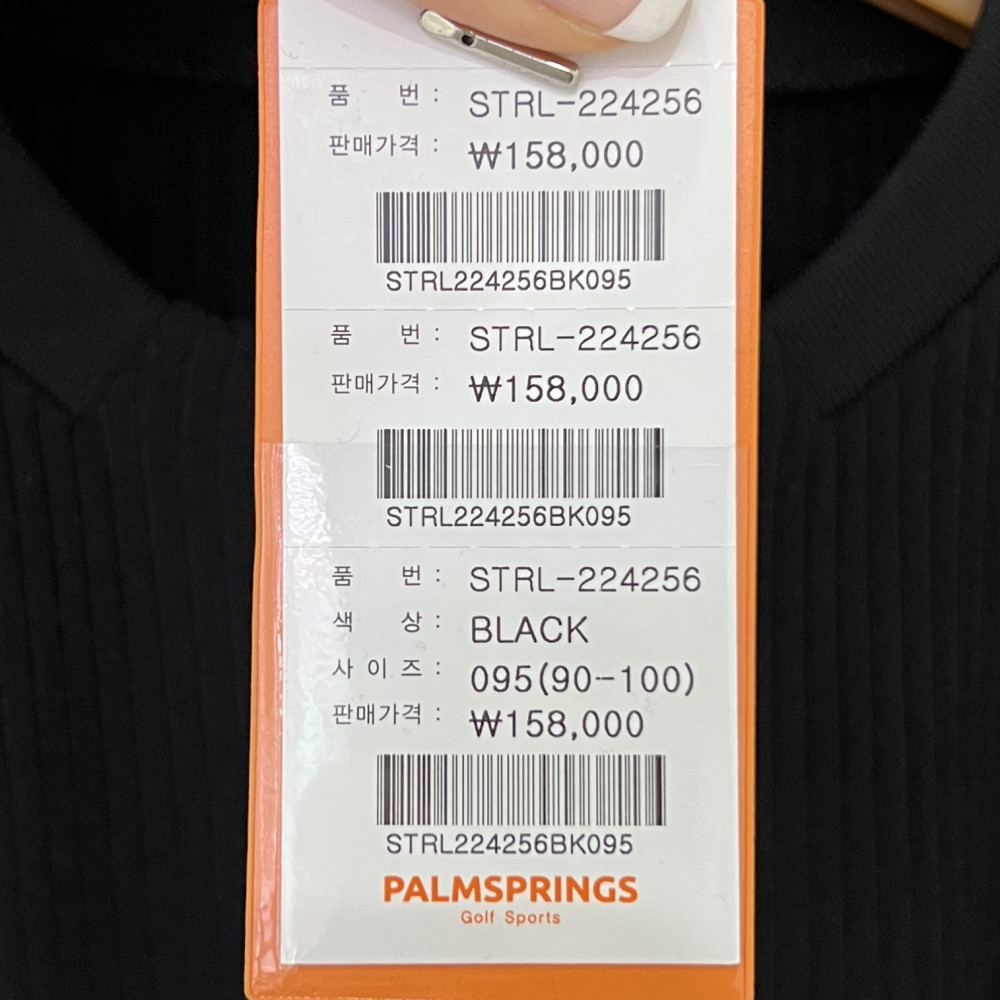 품 번 : STRL-224256
판매가격 : ₩158,000
STRL224256BK095
품 번 : STRL-224256
판매가격 : ₩158,000
STRL224256BK095
품 번 : STRL-224256
색 상 : BLACK
사 이 즈 : 095(90-100)
판매가격 : ₩158,000
STRL224256BK095
PALMSPRINGS
Golf Sports